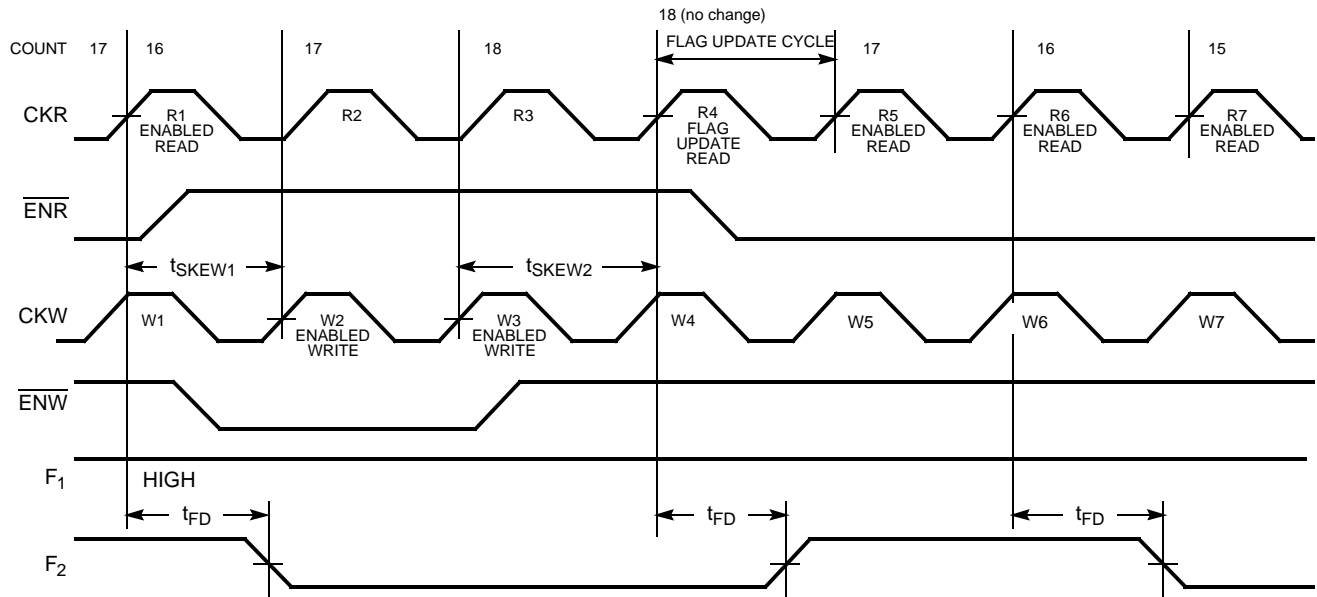 18 (no change)
COUNT 17 16 17 18 FLAG UPDATE CYCLE 17 16 15
CKR
R1
ENABLED
READ
R2
R3
R4
FLAG
UPDATE
READ
R5
ENABLED
READ
R6
ENABLED
READ
R7
ENABLED
READ
ENR
tSKEW1
tSKEW2
CKW
W1
W2
ENABLED
WRITE
W3
ENABLED
WRITE
W4
W5
W6
W7
ENW
F1
HIGH
tFD
tFD
tFD
F2